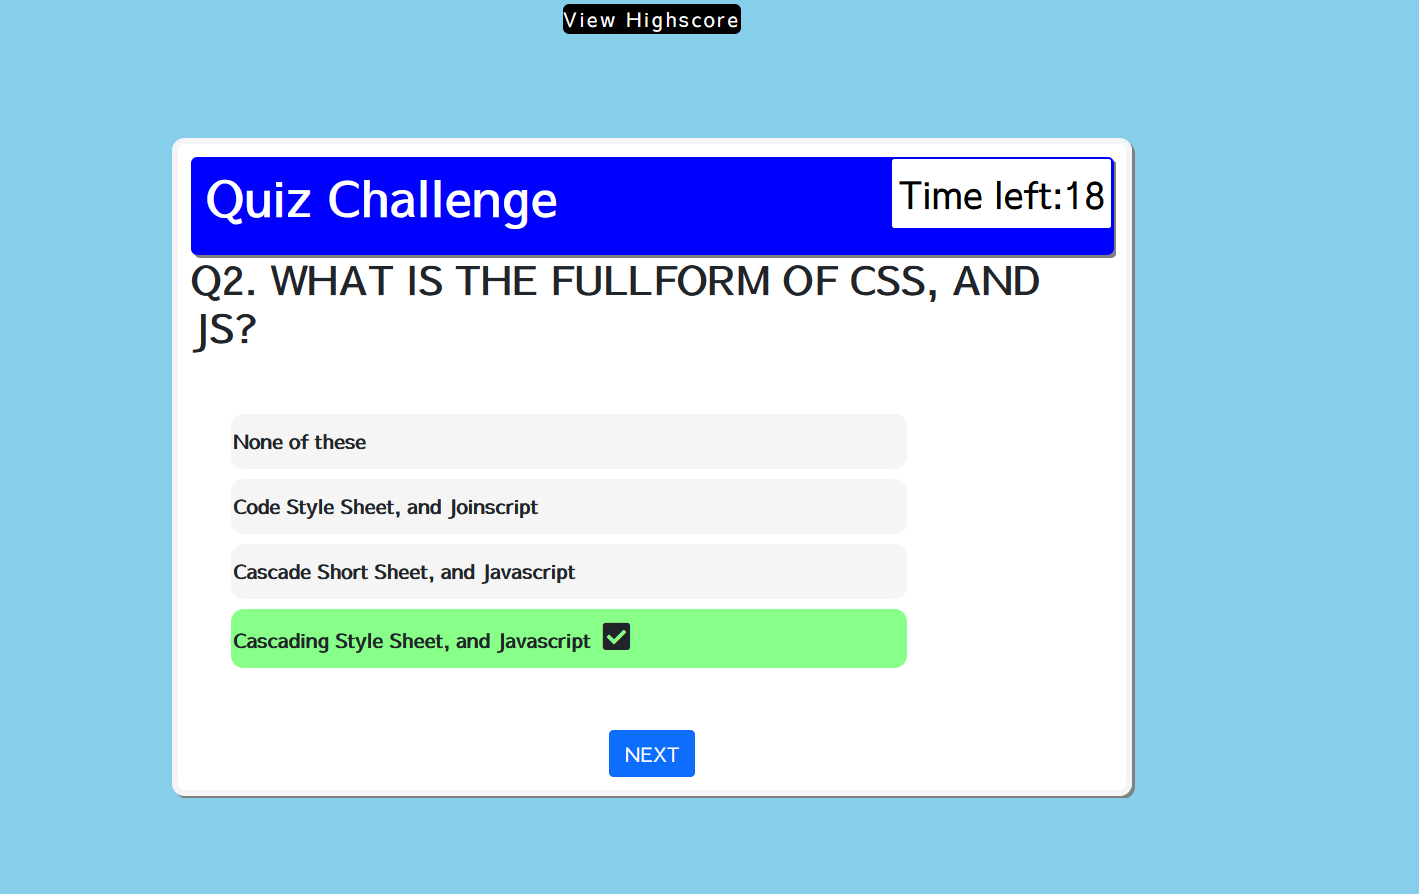 View Highscore
Quiz Challenge
Time left:18
Q2. WHAT IS THE FULLFORM OF CSS, AND
JS?
None of these
Code Style Sheet, and Joinscript
Cascade Short Sheet, and Javascript
Cascading Style Sheet, and Javascript
NEXT